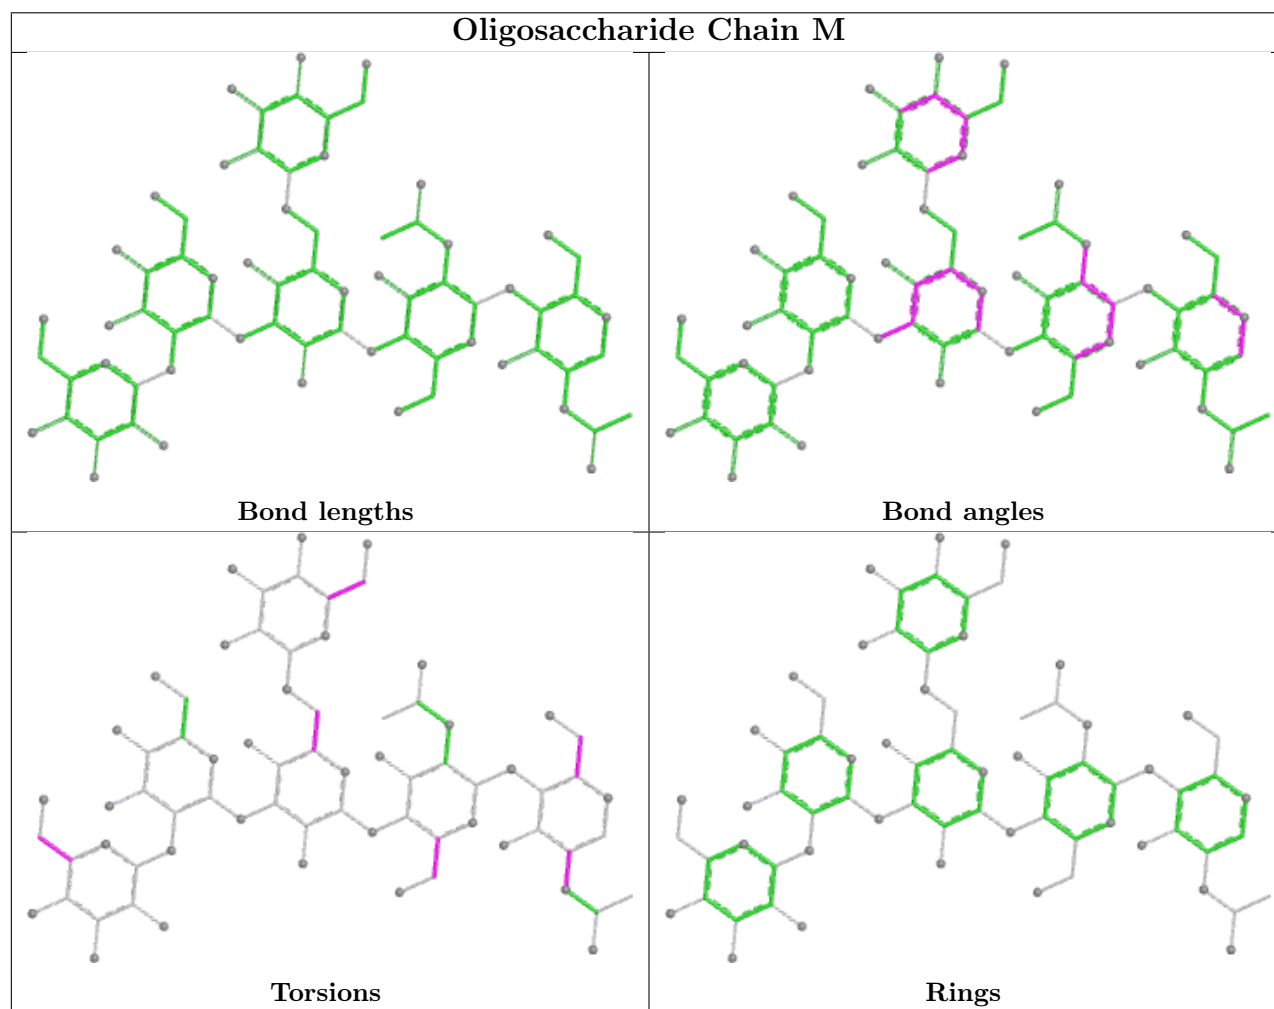 Oligosaccharide Chain M
Bond lengths
Bond angles
Torsions
Rings